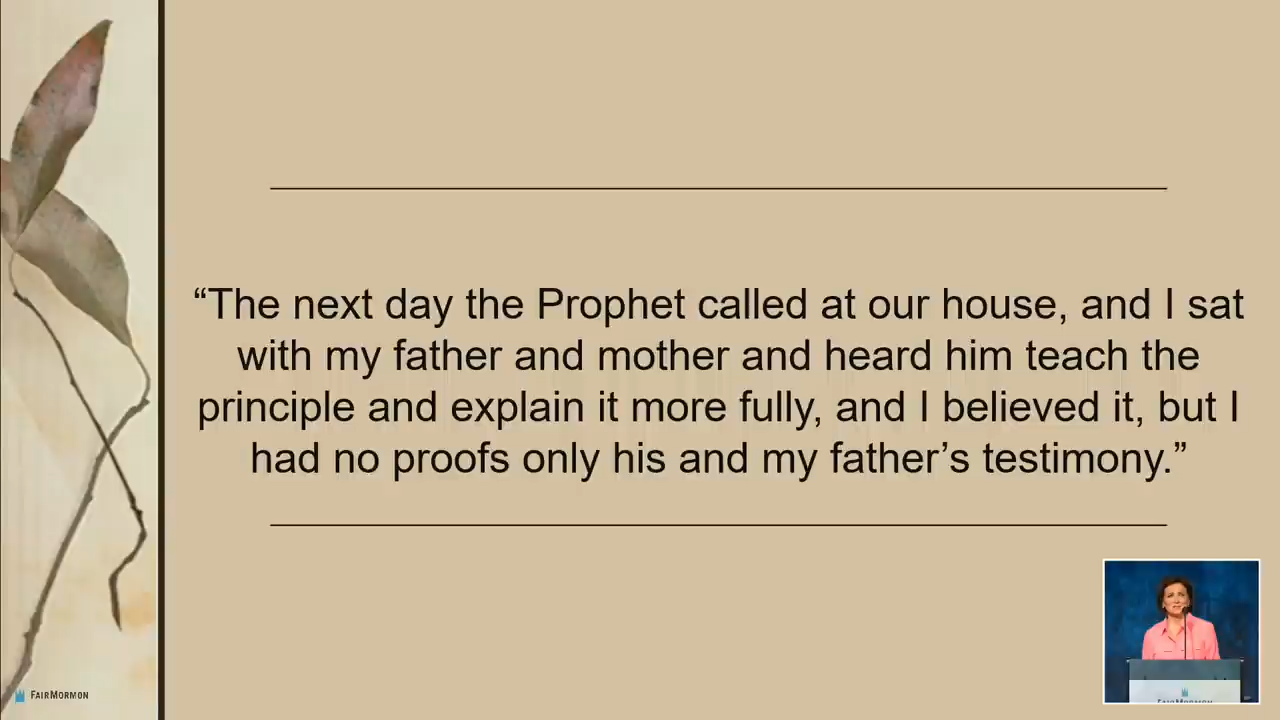 “The next day the Prophet called at our house, and I sat
with my father and mother and heard him teach the
principle and explain it more fully, and I believed it, but I
had no proofs only his and my father’s testimony.”
FAIRMORMON
FAIRMORMON